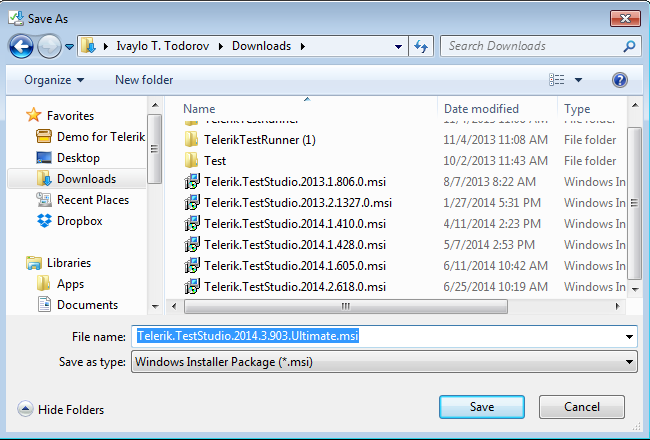 Save As
Ivaylo T. Todorov Downloads Search Downloads
Organize New folder
Favorites
Demo for Telerik
Desktop
Downloads
Recent Places
Dropbox
Libraries
Apps
Documents
Name Date modified Type
TelerikTestRunner 11/4/2013 11:08 AM File folder
TelerikTestRunner (1) 11/4/2013 11:08 AM File folder
Test 10/2/2013 11:43 AM File folder
Telerik.TestStudio.2013.1.806.0.msi 8/7/2013 8:22 AM Windows In
Telerik.TestStudio.2013.2.1327.0.msi 1/27/2014 5:31 PM Windows In
Telerik.TestStudio.2014.1.410.0.msi 4/11/2014 2:23 PM Windows In
Telerik.TestStudio.2014.1.428.0.msi 5/7/2014 2:53 PM Windows In
Telerik.TestStudio.2014.1.605.0.msi 6/11/2014 10:42 AM Windows In
Telerik.TestStudio.2014.2.618.0.msi 6/25/2014 10:19 AM Windows In
File name: Telerik.TestStudio.2014.3.903.Ultimate.msi
Save as type: Windows Installer Package (*.msi)
Hide Folders Save Cancel